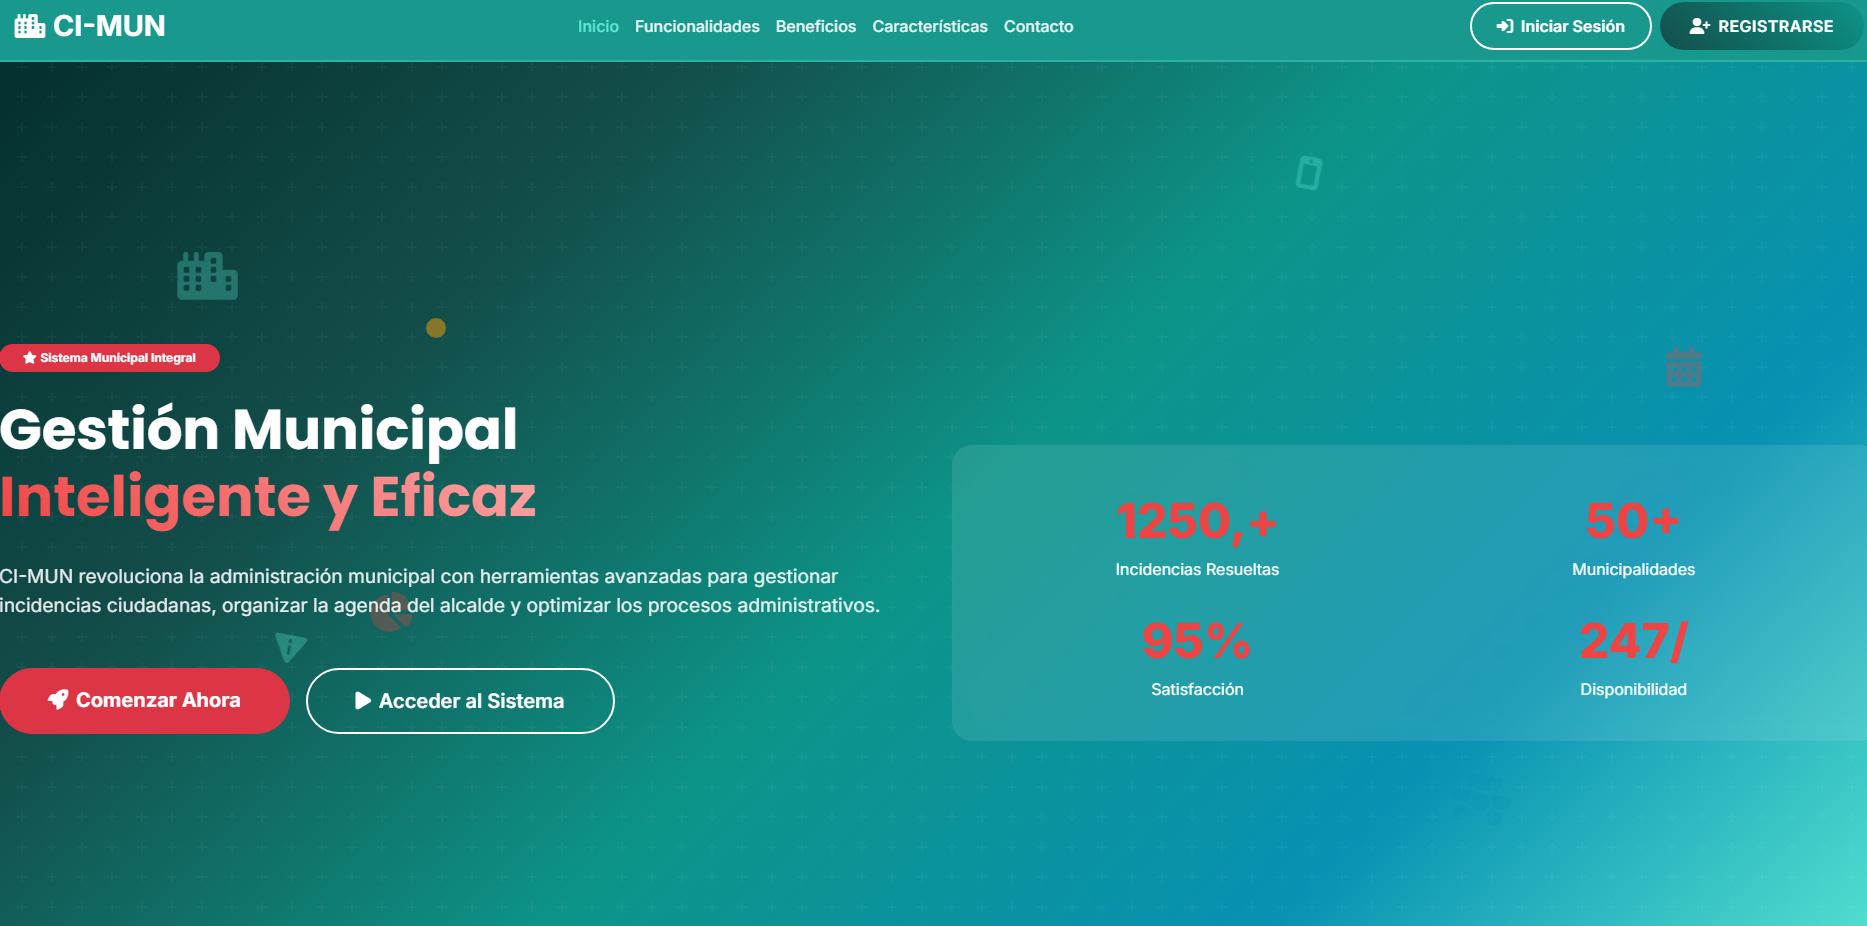 CI-MUN
Inicio Funcionalidades Beneficios Características Contacto
Iniciar Sesión
REGISTRARSE
Sistema Municipal Integral
Gestión Municipal
Inteligente y Eficaz
CI-MUN revoluciona la administración municipal con herramientas avanzadas para gestionar
incidencias ciudadanas, organizar la agenda del alcalde y optimizar los procesos administrativos.
Comenzar Ahora
Acceder al Sistema
1250,+
Incidencias Resueltas
50+
Municipalidades
95%
Satisfacción
247/
Disponibilidad